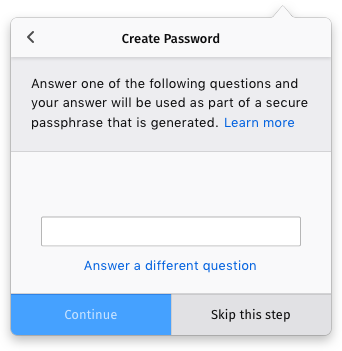 Create Password
Answer one of the following questions and
your answer will be used as part of a secure
passphrase that is generated. Learn more
Answer a different question
Continue
Skip this step